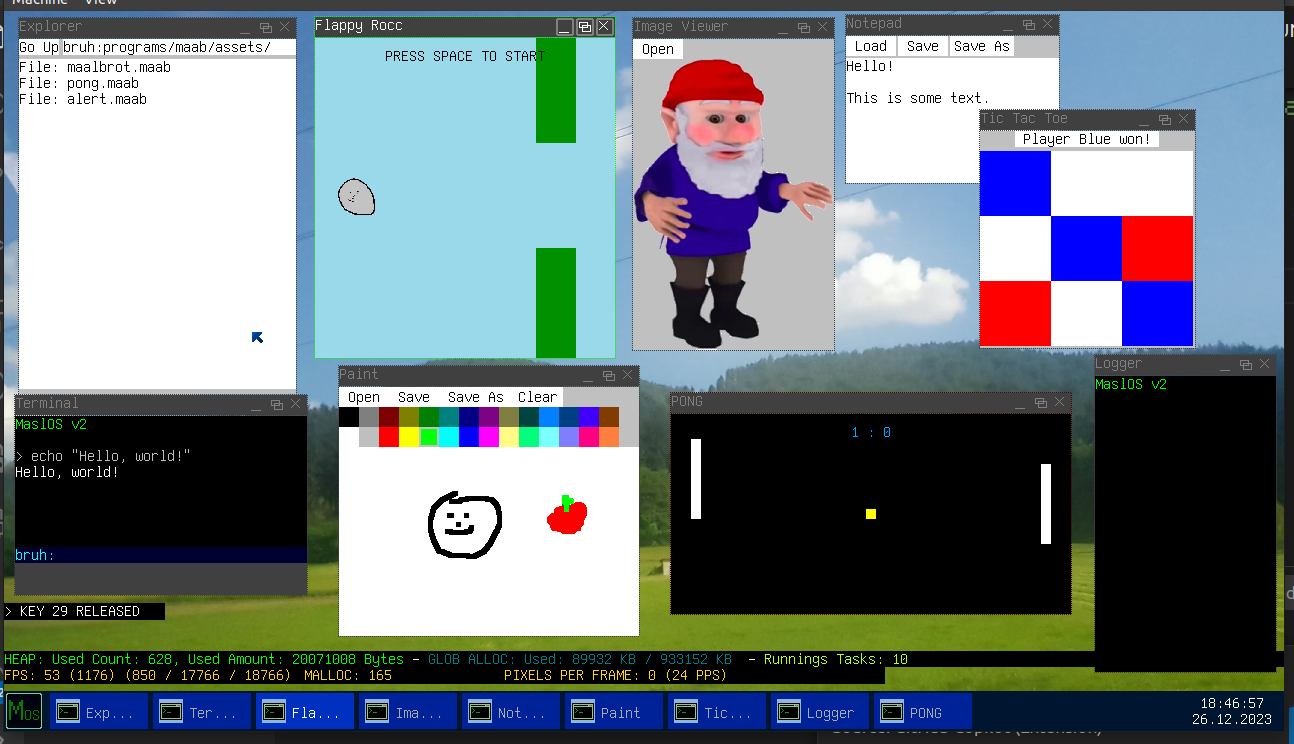 Machine View
Explorer
Go Up bruh:programs/maab/assets/
File: maalbrot.maab
File: pong.maab
File: alert.maab
Flappy Rocc
PRESS SPACE TO START
Image Viewer
Open
Notepad
Load Save Save As
Hello!
This is some text.
Tic Tac Toe
Player Blue won!
Terminal
MaslOS v2
> echo "Hello, world!"
Hello, world!
bruh:
Paint
Open Save Save As Clear
PONG
1 : 0
Logger
MaslOS v2
> KEY 29 RELEASED
HEAP: Used Count: 628, Used Amount: 20071008 Bytes - GLOB ALLOC: Used: 89932 KB / 933152 KB - Runnings Tasks: 10
FPS: 53 (1176) (850 / 17766 / 18766) MALLOC: 165 PIXELS PER FRAME: 0 (24 PPS)
Mos Exp... Ter... Fla... Ima... Not... Paint Tic... Logger PONG
18:46:57
26.12.2023